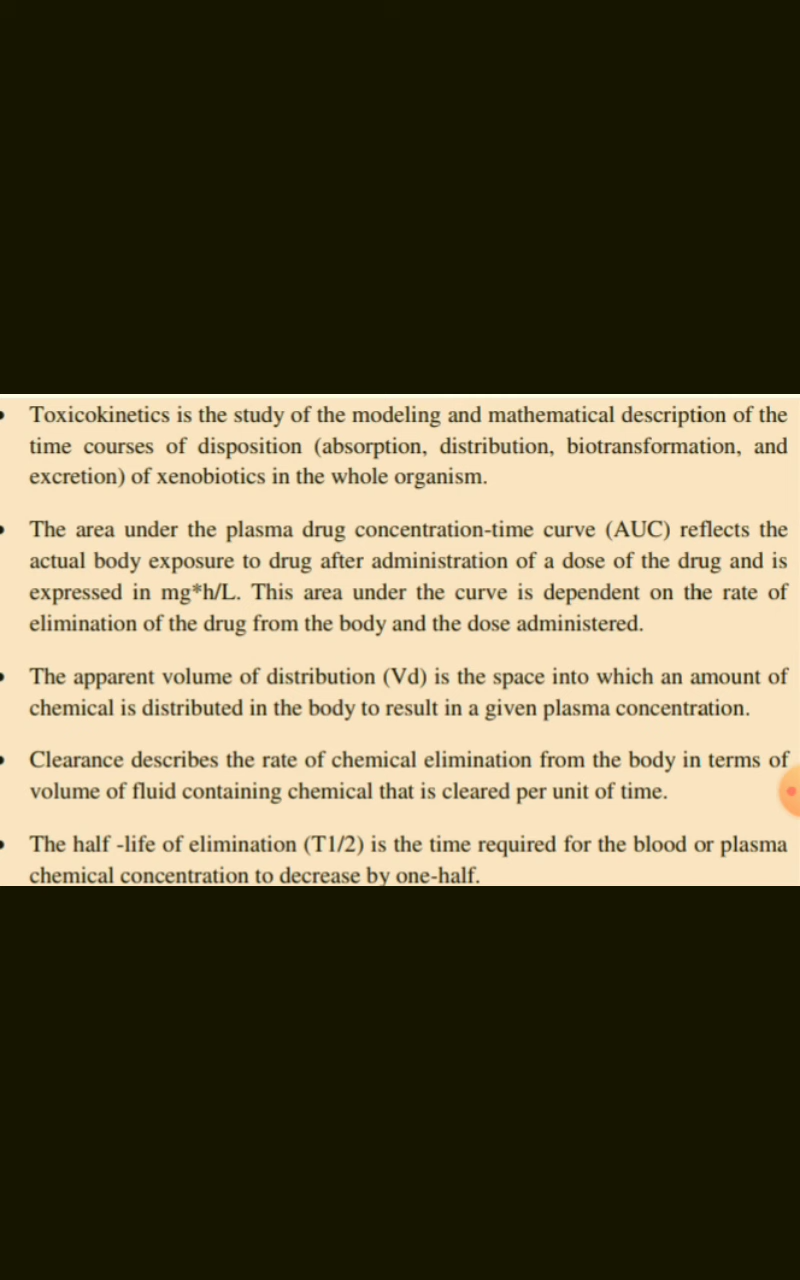 • Toxicokinetics is the study of the modeling and mathematical description of the
time courses of disposition (absorption, distribution, biotransformation, and
excretion) of xenobiotics in the whole organism.
• The area under the plasma drug concentration-time curve (AUC) reflects the
actual body exposure to drug after administration of a dose of the drug and is
expressed in mg*h/L. This area under the curve is dependent on the rate of
elimination of the drug from the body and the dose administered.
• The apparent volume of distribution (Vd) is the space into which an amount of
chemical is distributed in the body to result in a given plasma concentration.
• Clearance describes the rate of chemical elimination from the body in terms of
volume of fluid containing chemical that is cleared per unit of time.
• The half -life of elimination (T1/2) is the time required for the blood or plasma
chemical concentration to decrease by one-half.